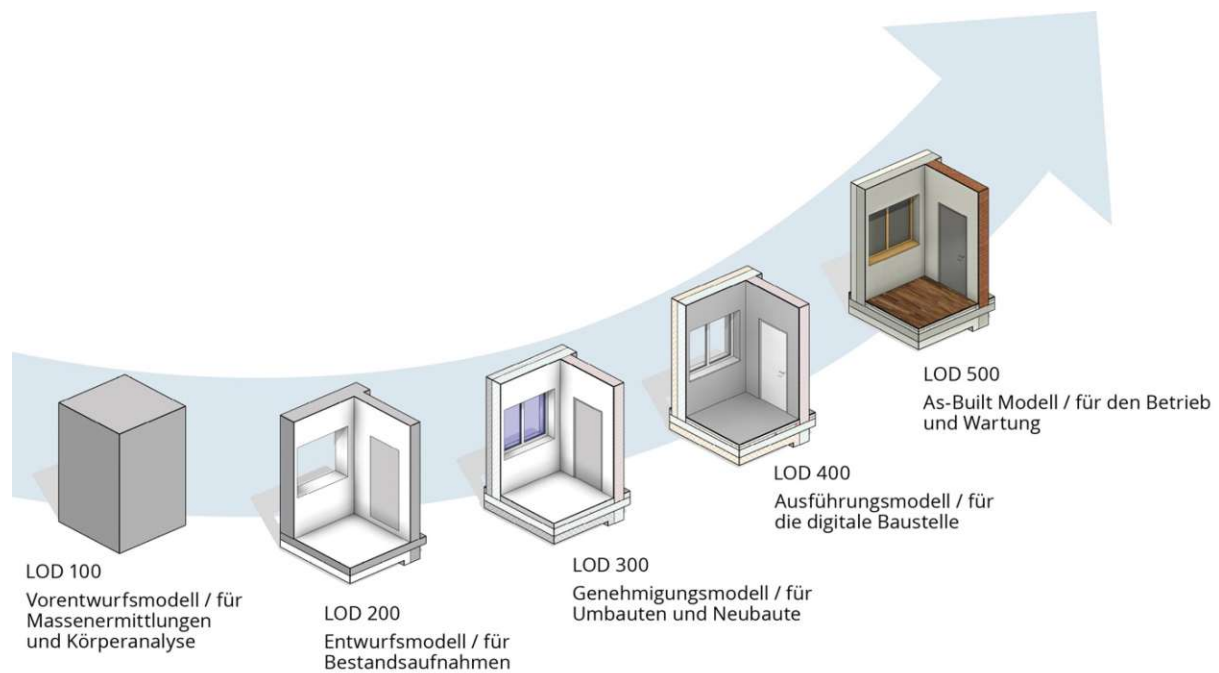 LOD 100
Vorentwurfsmodell / für
Massenermittlungen
und Körperanalyse
LOD 200
Entwurfsmodell / für
Bestandsaufnahmen
LOD 300
Genehmigungsmodell / für
Umbauten und Neubaute
LOD 400
Ausführungsmodell / für
die digitale Baustelle
LOD 500
As-Built Modell / für den Betrieb
und Wartung